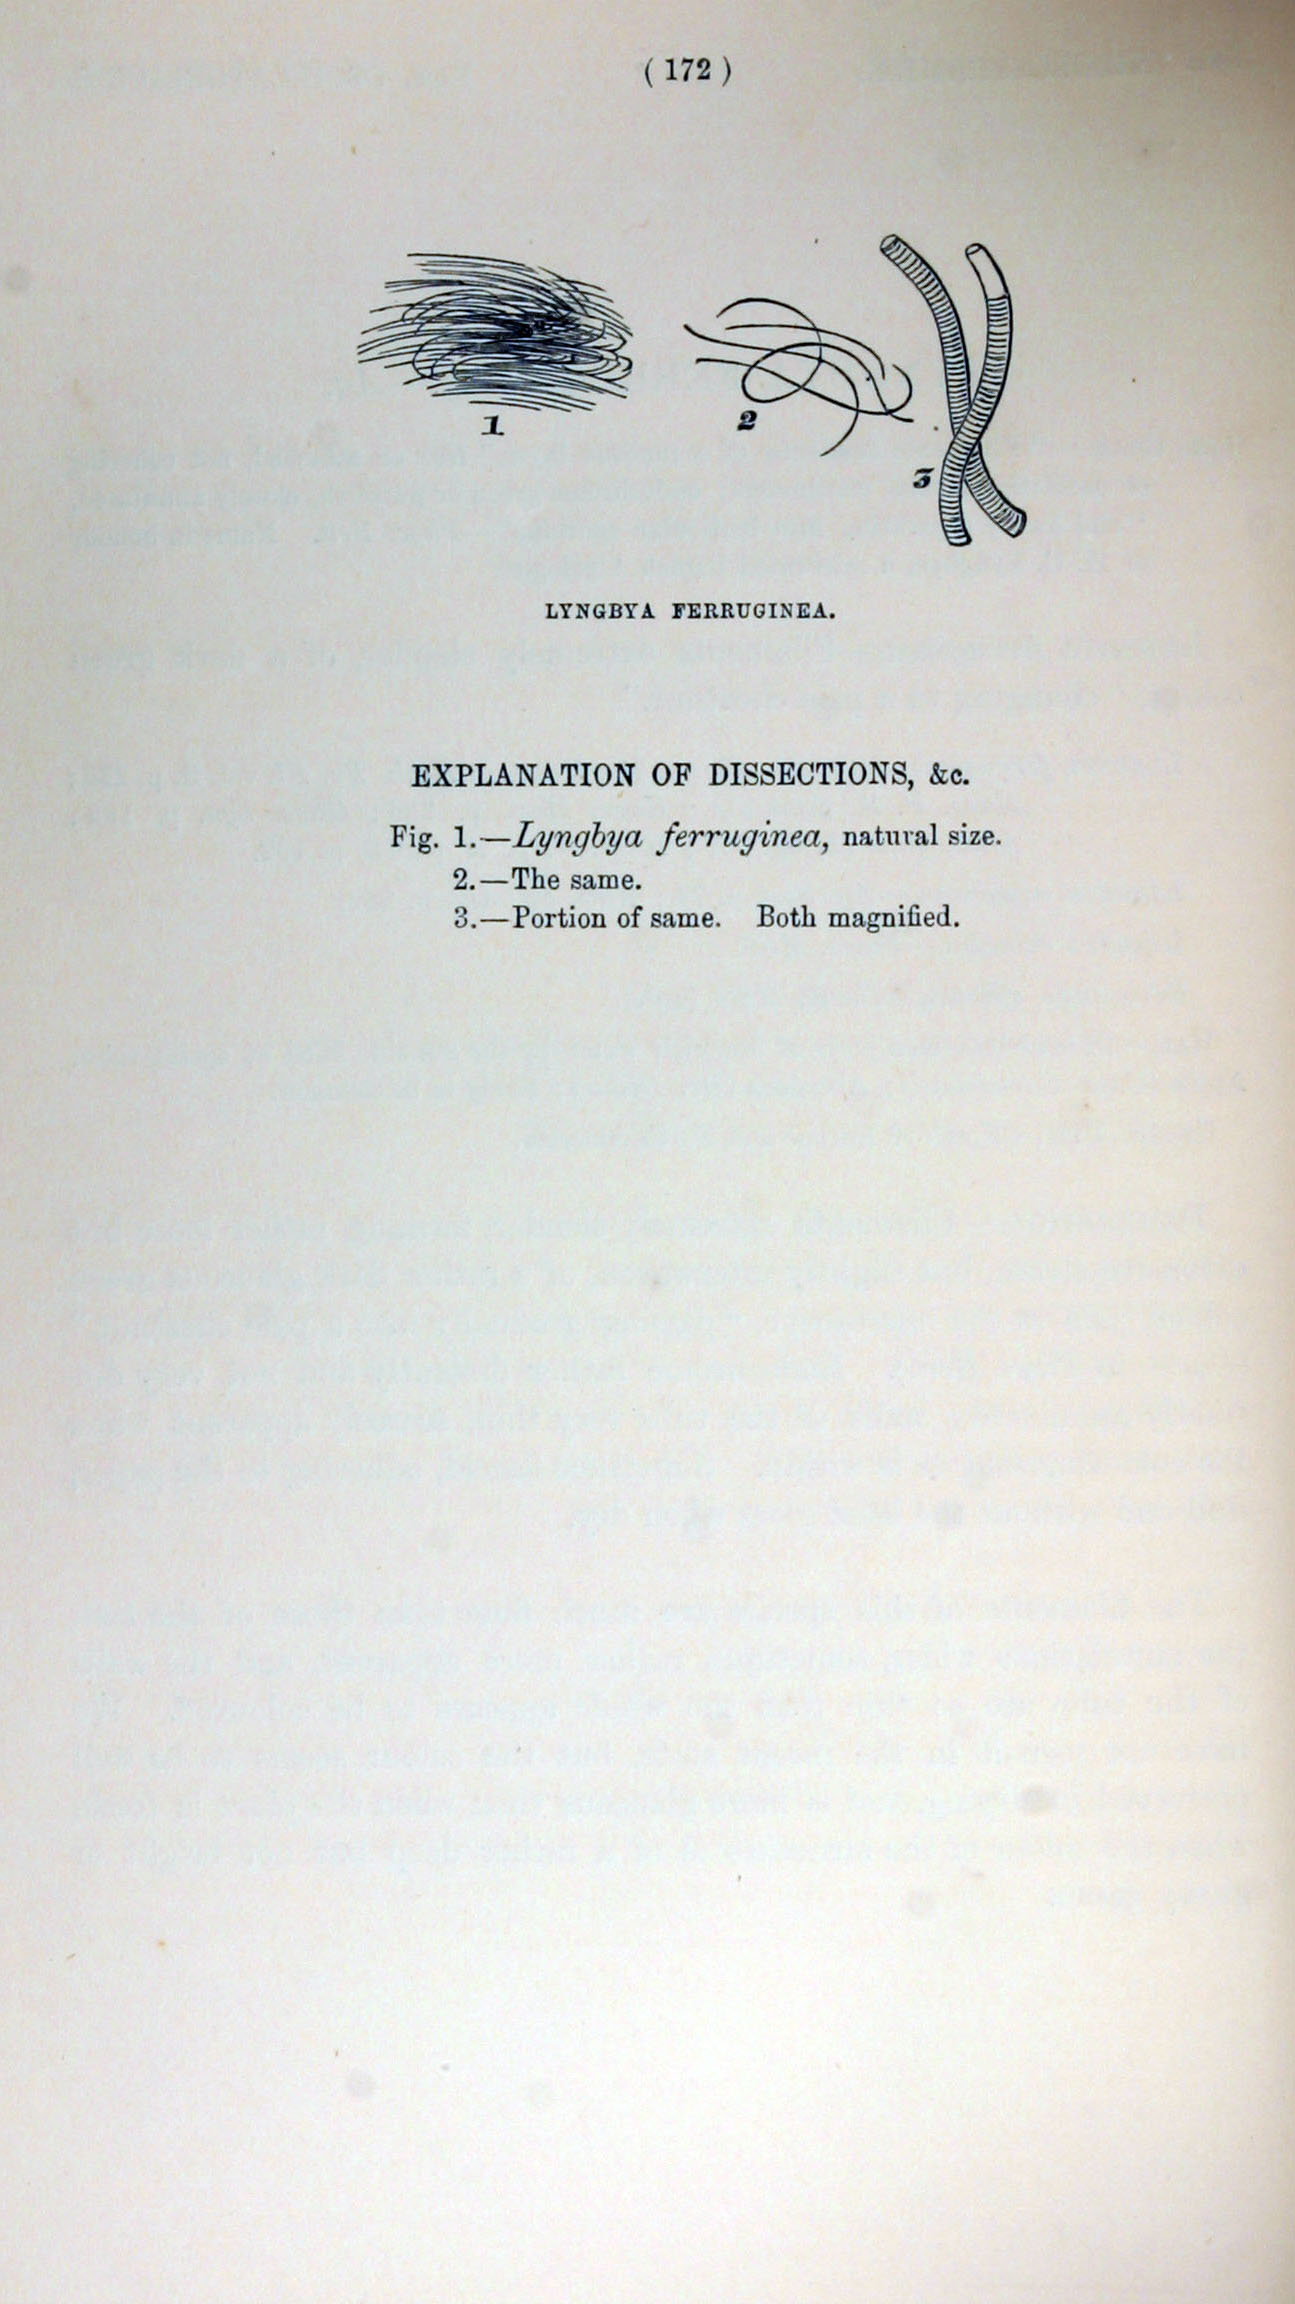 ( 172 )
1
2
3
LYNGBYA FERRUGINEA.
EXPLANATION OF DISSECTIONS, &c.
Fig. 1.—Lyngbya ferruginea, natural size.
2.—The same.
3.—Portion of same. Both magnified.